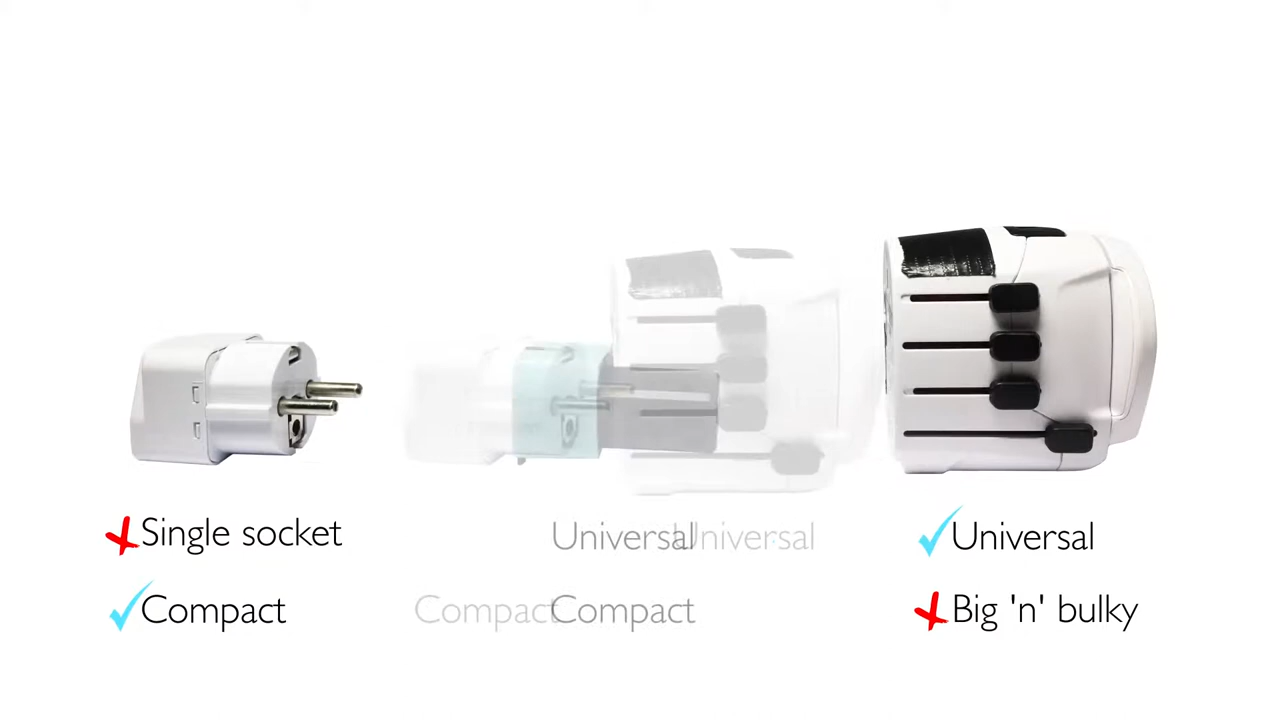 Single socket
Compact
Universal
Universal
Compact
Compact
Universal
Big 'n' bulky